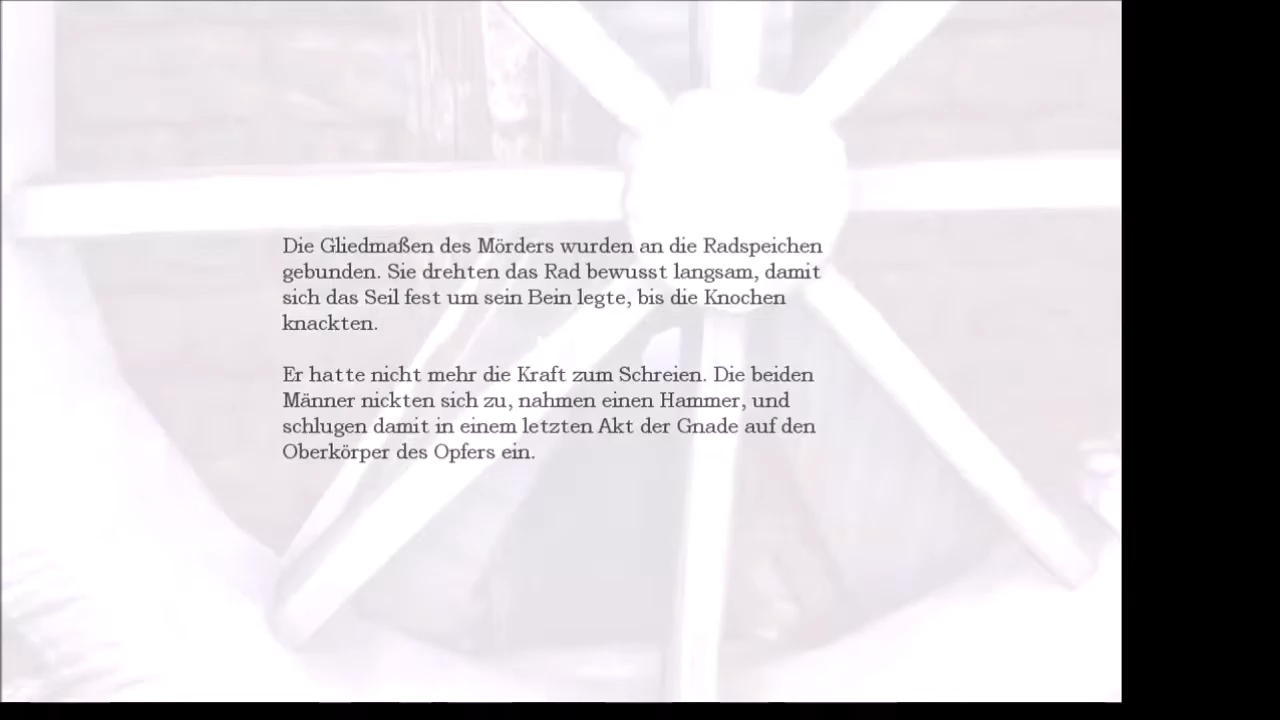 Die Gliedmaßen des Mörders wurden an die Radspeichen
gebunden. Sie drehten das Rad bewusst langsam, damit
sich das Seil fest um sein Bein legte, bis die Knochen
knackten.
Er hatte nicht mehr die Kraft zum Schreien. Die beiden
Männer nickten sich zu, nahmen einen Hammer, und
schlugen damit in einem letzten Akt der Gnade auf den
Oberkörper des Opfers ein.